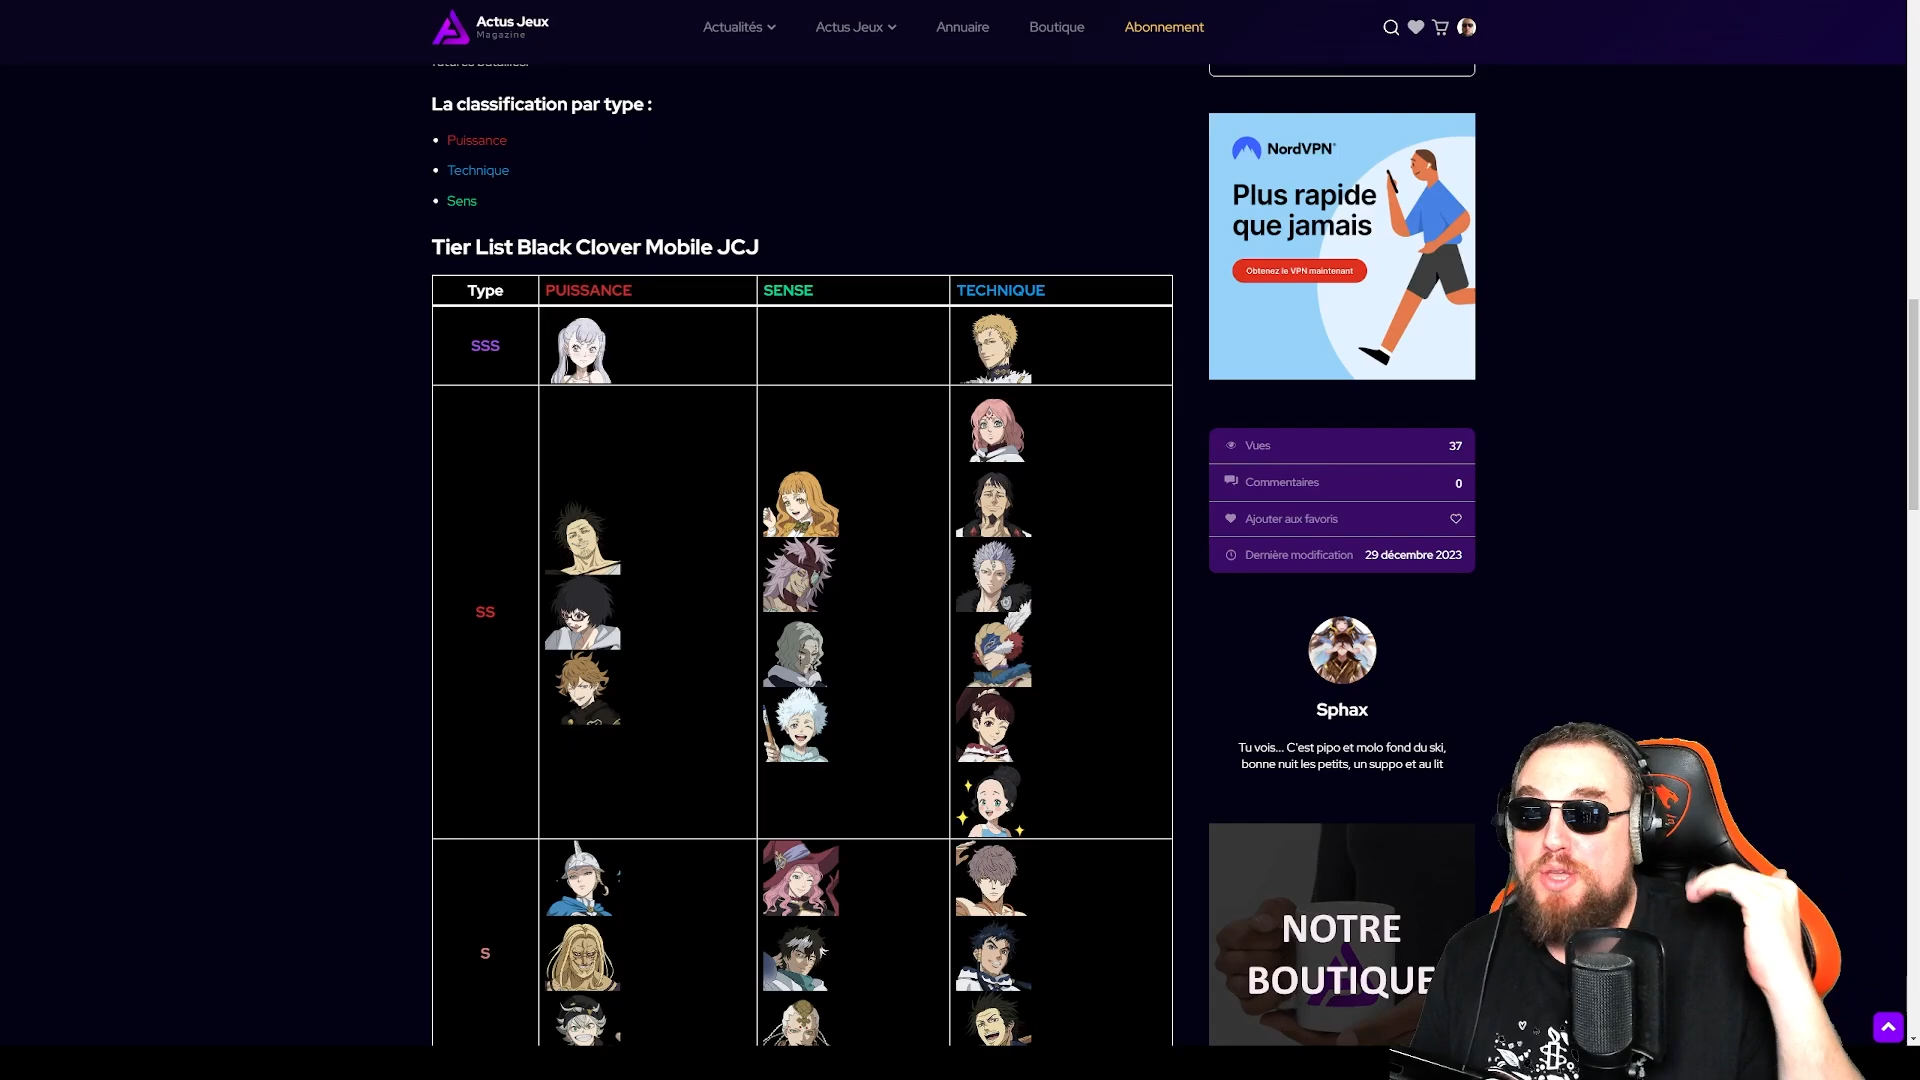 Actus Jeux
Magazine
Actualités
Actus Jeux
Annuaire
Boutique
Abonnement
La classification par type :
• Puissance
• Technique
• Sens
Tier List Black Clover Mobile JCJ
Type
PUISSANCE
SENSE
TECHNIQUE
SSS
SS
S
NordVPN®
Plus rapide
que jamais
Obtenez le VPN maintenant
Vues 37
Commentaires 0
Ajouter aux favoris
Dernière modification 29 décembre 2023
Sphax
Tu vois... C'est pipo et molo fond du ski,
bonne nuit les petits, un suppo et au lit
NOTRE
BOUTIQUE